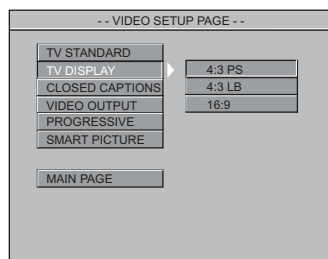 - - VIDEO SETUP PAGE - -
TV STANDARD
TV DISPLAY
4:3 PS
CLOSED CAPTIONS
4:3 LB
VIDEO OUTPUT
16:9
PROGRESSIVE
SMART PICTURE
MAIN PAGE